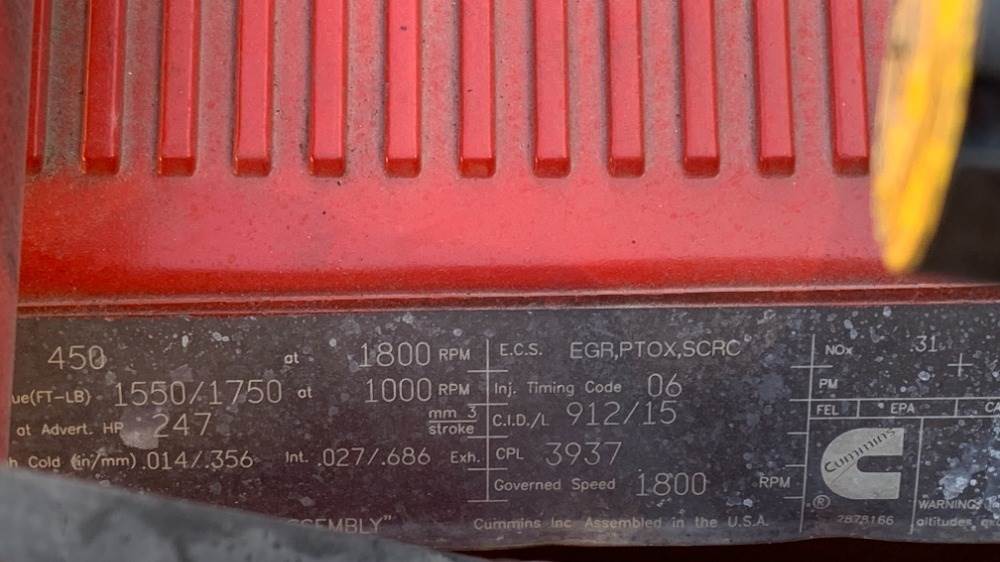 450 at 1800 RPM E.C.S. EGR,PTOX,SCRC NOx .31
ue(FT-LB) 1550/1750 at 1000 RPM Inj. Timing Code 06 PM
at Advert. HP 247 mm 3 stroke C.I.D./L 912/15 FEL EPA
h Cold (in/mm) .014/.356 Int. .027/.686 Exh. CPL 3937 Cummins
Governed Speed 1800 RPM
® 2878166 WARNING:
SEMBLY" Cummins Inc Assembled in the U.S.A. altitudes